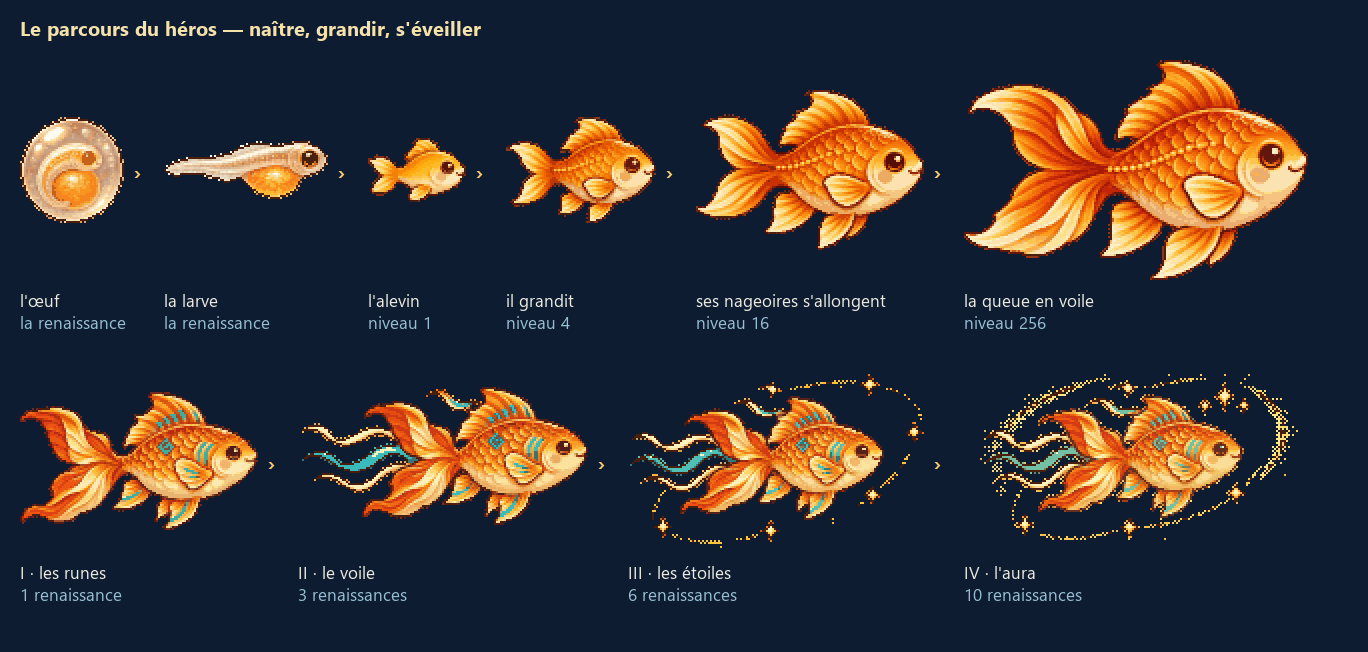 Le parcours du héros — naître, grandir, s'éveiller
l'œuf
la renaissance
la larve
la renaissance
l'alevin
niveau 1
il grandit
niveau 4
ses nageoires s'allongent
niveau 16
la queue en voile
niveau 256
I · les runes
1 renaissance
II · le voile
3 renaissances
III · les étoiles
6 renaissances
IV · l'aura
10 renaissances